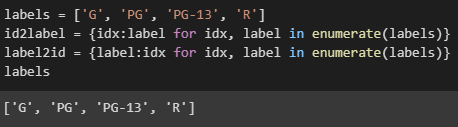 labels = ['G', 'PG', 'PG-13', 'R']
id2label = {idx:label for idx, label in enumerate(labels)}
label2id = {label:idx for idx, label in enumerate(labels)}
labels
['G', 'PG', 'PG-13', 'R']